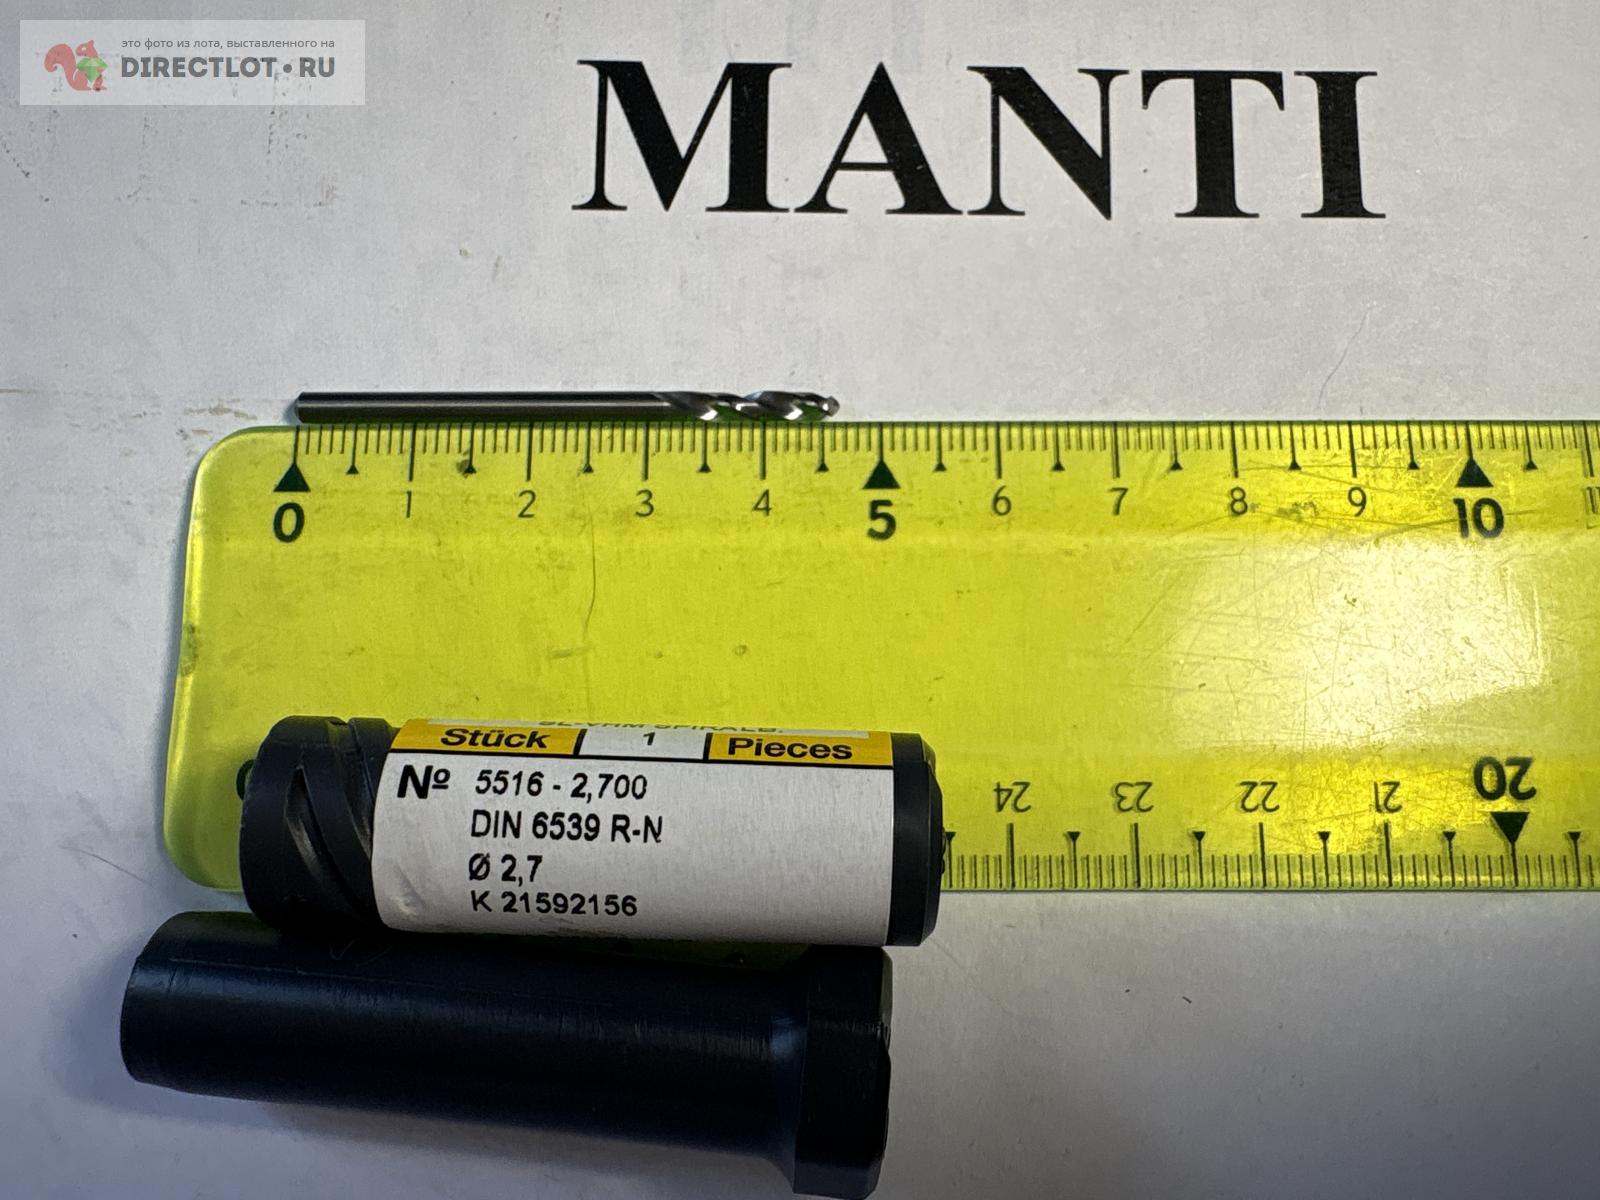 это фото из лота, выставленного на
DIRECTLOT.RU
MANTI
0 1 2 3 4 5 6 7 8 9 10
Stück 1 Pieces
Nº 5516 - 2,700
DIN 6539 R-N
Ø 2,7
K 21592156
24 23 22 21 20